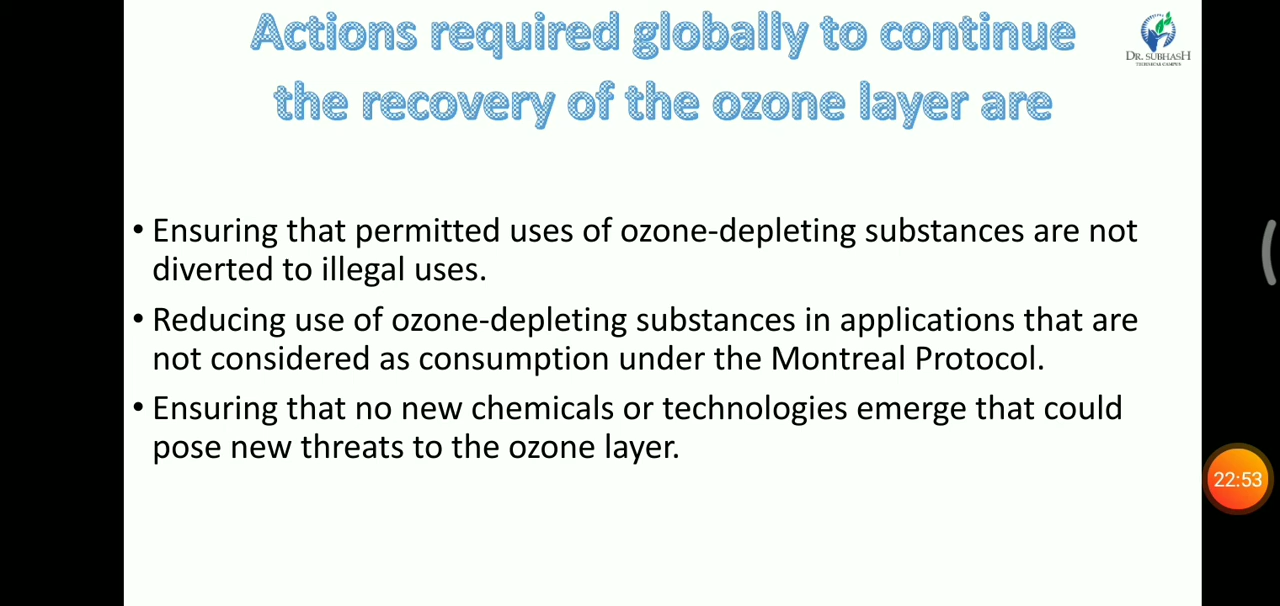 Actions required globally to continue
the recovery of the ozone layer are
DR. SUBHASH
TECHNICAL CAMPUS
• Ensuring that permitted uses of ozone-depleting substances are not
diverted to illegal uses.
• Reducing use of ozone-depleting substances in applications that are
not considered as consumption under the Montreal Protocol.
• Ensuring that no new chemicals or technologies emerge that could
pose new threats to the ozone layer.
22:53